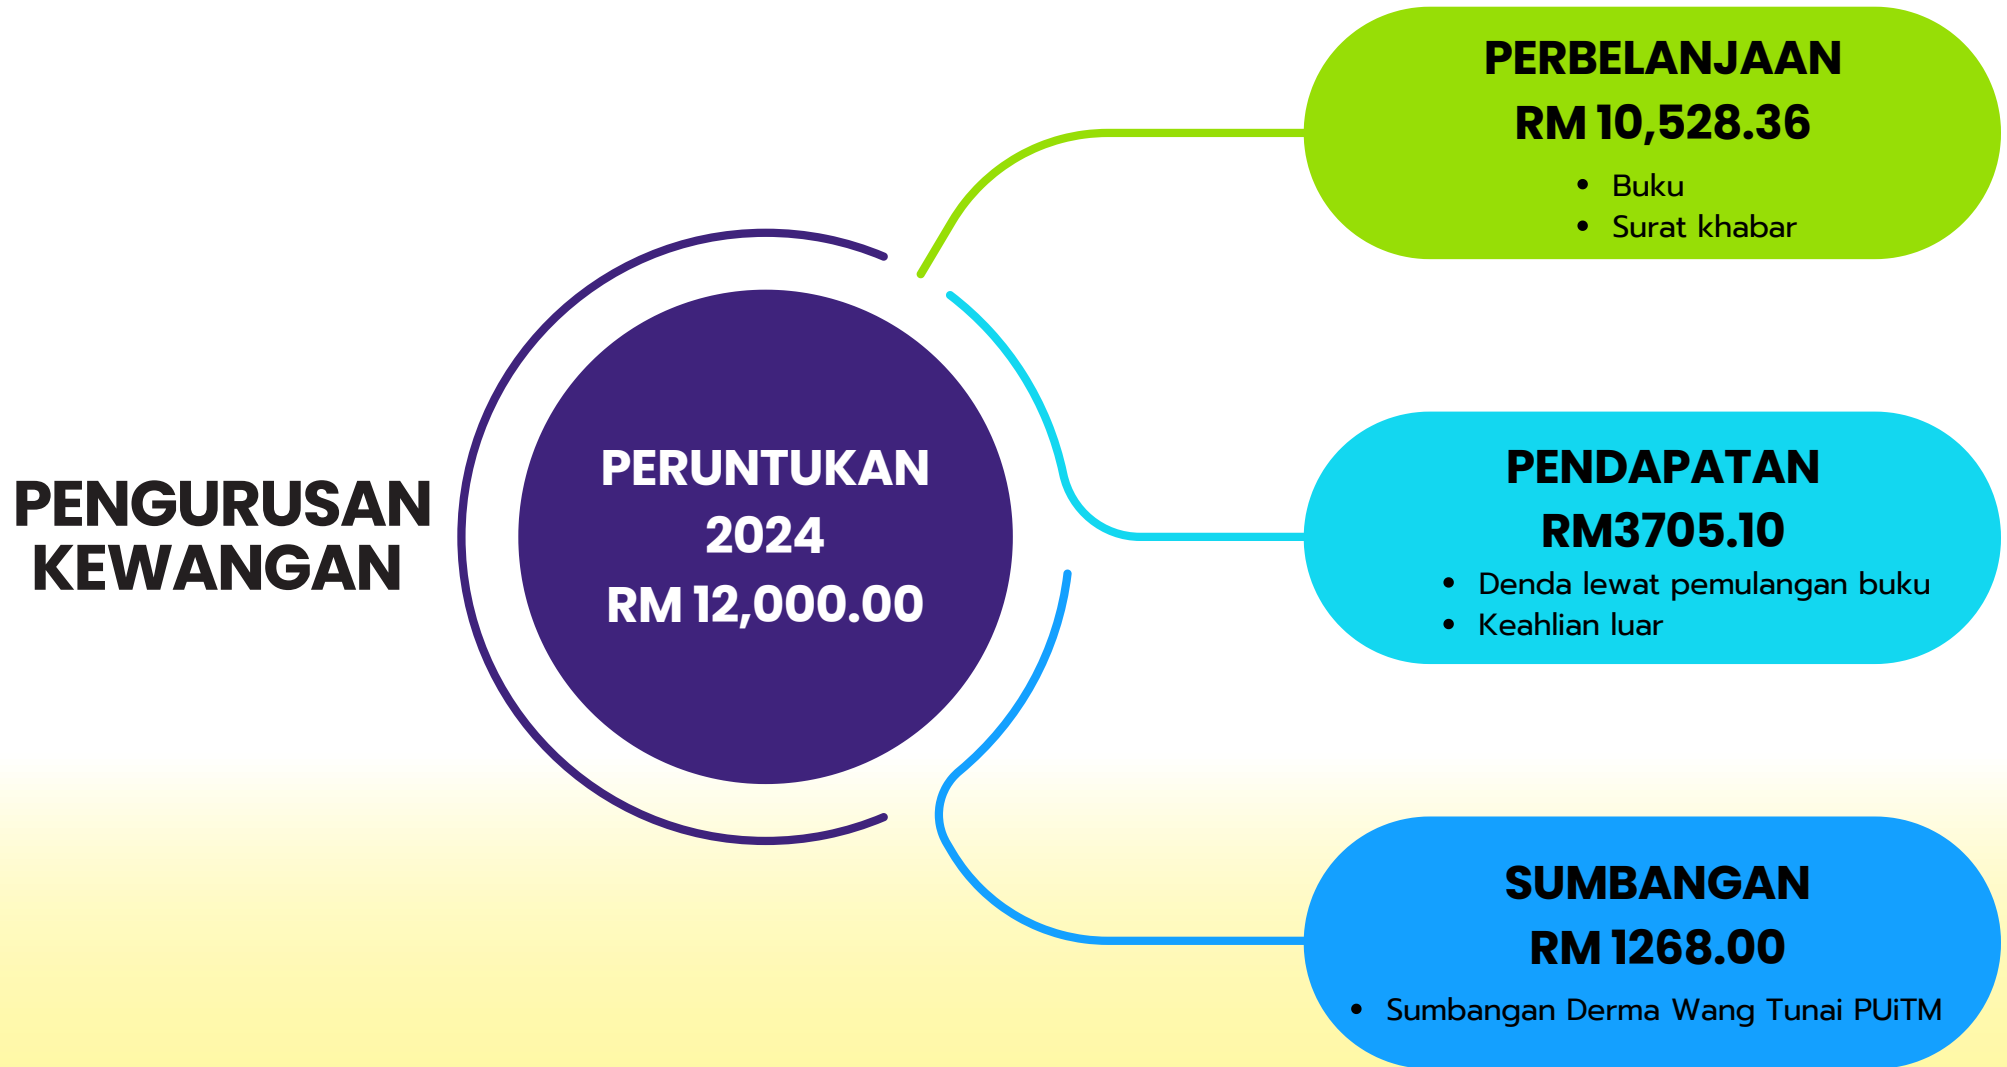 PENGURUSAN
KEWANGAN
PERUNTUKAN
2024
RM 12,000.00
PERBELANJAAN
RM 10,528.36
• Buku
• Surat khabar
PENDAPATAN
RM3705.10
• Denda lewat pemulangan buku
• Keahlian luar
SUMBANGAN
RM 1268.00
• Sumbangan Derma Wang Tunai PUiTM